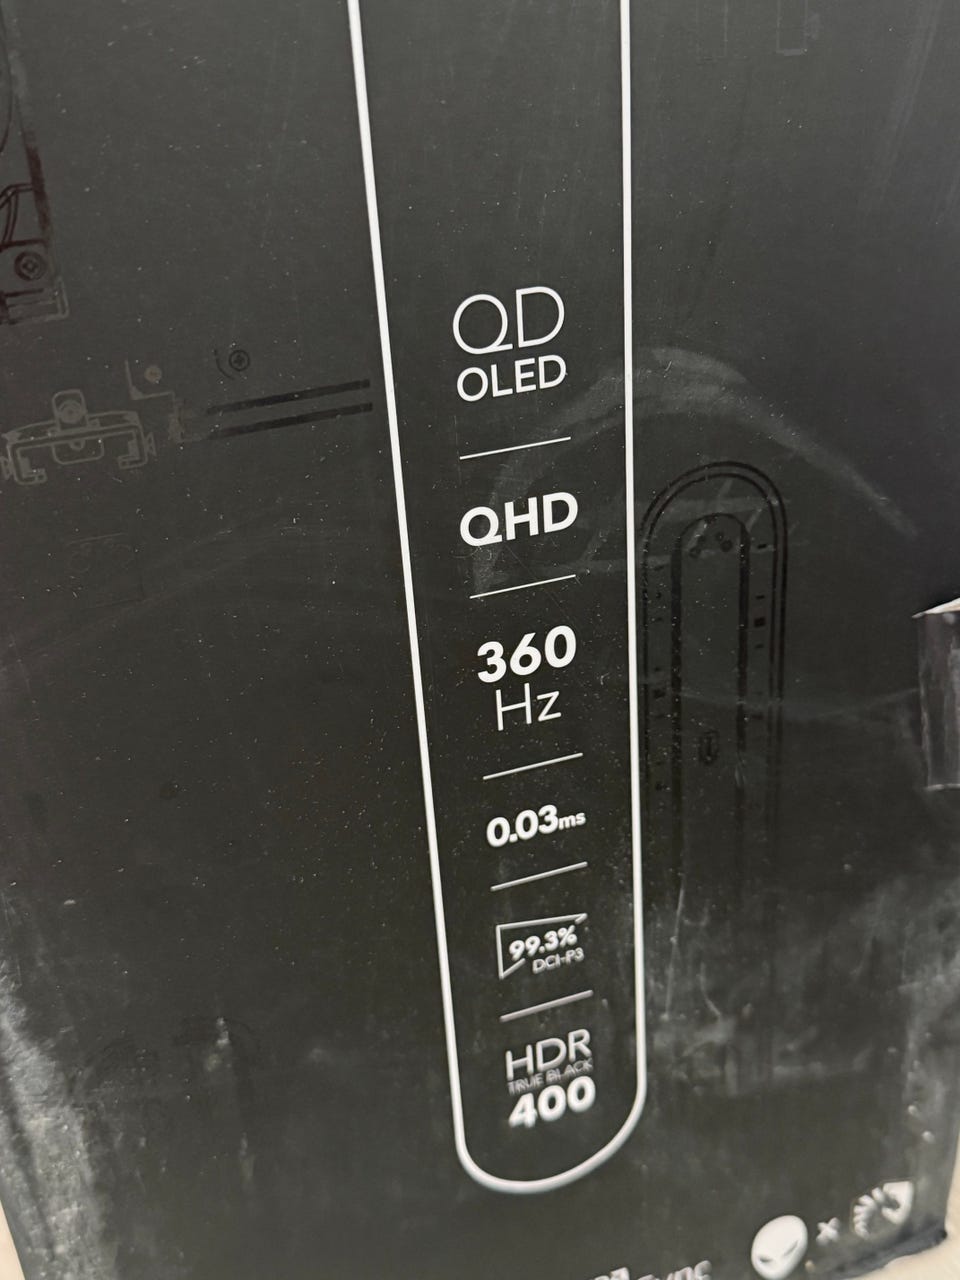 QD
OLED
QHD
360
Hz
0.03ms
99.3%
DCI-P3
HDR
TRUE BLACK
400
x